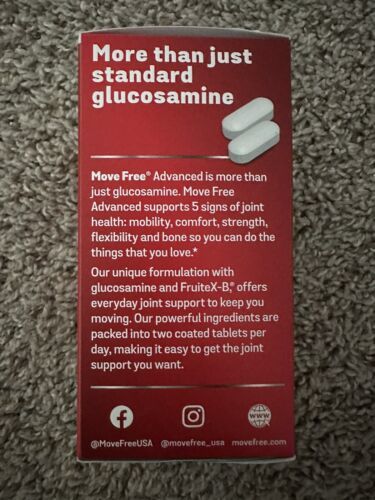 More than just
standard
glucosamine
Move Free® Advanced is more than
just glucosamine. Move Free
Advanced supports 5 signs of joint
health: mobility, comfort, strength,
flexibility and bone so you can do the
things that you love.*
Our unique formulation with
glucosamine and FruiteX-B,® offers
everyday joint support to keep you
moving. Our powerful ingredients are
packed into two coated tablets per
day, making it easy to get the joint
support you want.
WWW
@MoveFreeUSA @movefree_usa movefree.com